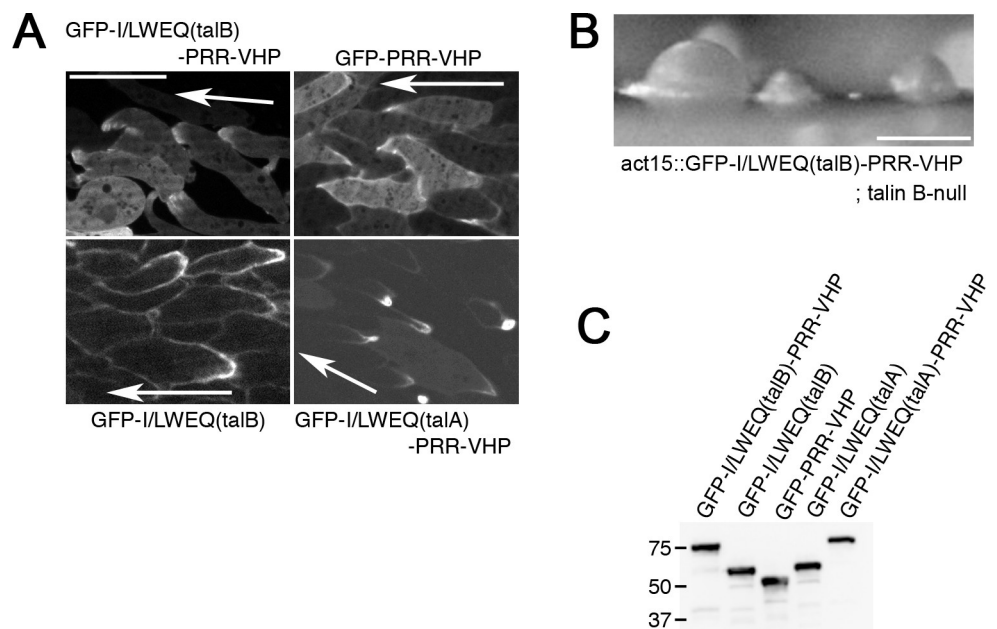 A
GFP-I/LWEQ(talB)
-PRR-VHP
GFP-PRR-VHP
GFP-I/LWEQ(talB)
GFP-I/LWEQ(talA)
-PRR-VHP
B
act15::GFP-I/LWEQ(talB)-PRR-VHP
; talin B-null
C
GFP-I/LWEQ(talB)-PRR-VHP
GFP-I/LWEQ(talB)
GFP-PRR-VHP
GFP-I/LWEQ(talA)
GFP-I/LWEQ(talA)-PRR-VHP
75
50
37